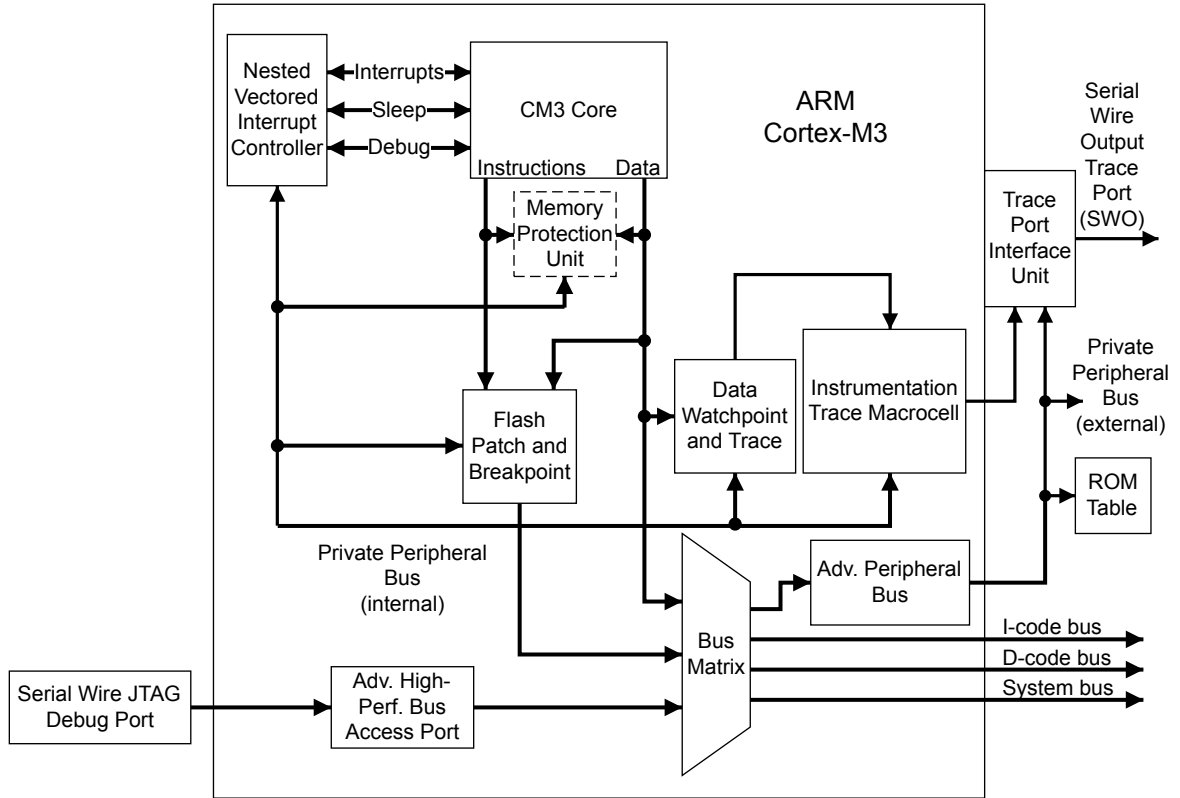 Nested
Vectored
Interrupt
Controller
Interrupts
Sleep
Debug
CM3 Core
Instructions
Data
ARM
Cortex-M3
Memory
Protection
Unit
Serial
Wire
Output
Trace
Port
(SWO)
Trace
Port
Interface
Unit
Flash
Patch and
Breakpoint
Data
Watchpoint
and Trace
Instrumentation
Trace Macrocell
Private
Peripheral
Bus
(external)
ROM
Table
Private Peripheral
Bus
(internal)
Adv. Peripheral
Bus
Bus
Matrix
I-code bus
D-code bus
System bus
Serial Wire JTAG
Debug Port
Adv. High-
Perf. Bus
Access Port